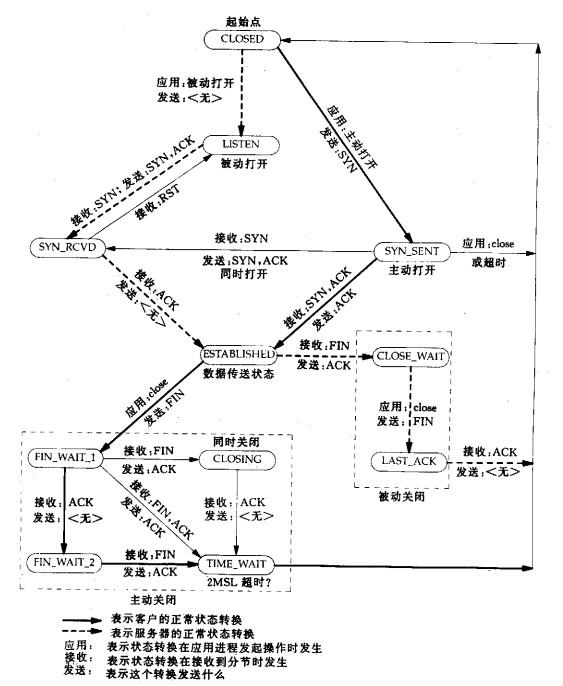 起始点
CLOSED
应用:被动打开
发送:<无>
应用:主动打开
发送:SYN
LISTEN
被动打开
接收:SYN; 发送:SYN,ACK
接收:RST
SYN_RCVD
接收:SYN
发送:SYN,ACK
同时打开
SYN_SENT
主动打开
应用:close
或超时
接收:ACK
发送:<无>
接收:SYN,ACK
发送:ACK
ESTABLISHED
数据传送状态
接收:FIN
发送:ACK
CLOSE_WAIT
应用:close
发送:FIN
应用:close
发送:FIN
LAST_ACK
接收:ACK
发送:<无>
被动关闭
同时关闭
FIN_WAIT_1
接收:FIN
发送:ACK
CLOSING
接收: ACK
发送:<无>
接收:FIN,ACK
发送:ACK
接收: ACK
发送:<无>
FIN_WAIT_2
接收:FIN
发送:ACK
TIME_WAIT
2MSL 超时?
主动关闭
表示客户的正常状态转换
表示服务器的正常状态转换
应用: 表示状态转换在应用进程发起操作时发生
接收: 表示状态转换在接收到分节时发生
发送: 表示这个转换发送什么